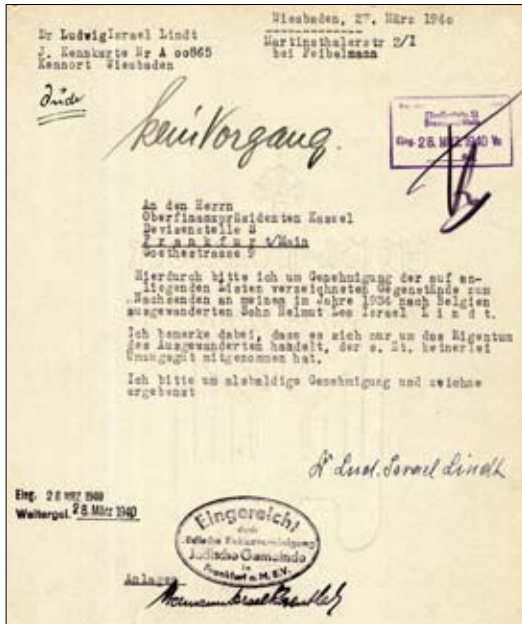 Wiesbaden, 27. März 1940
Dr Ludwig Israel Lindt
J. Kennkarte Nr A 00865
Kennort Wiesbaden
Martinsthalerstr 2/I
bei Feibelmann
Jude
kein Vorgang.
Eing. 28. MRZ. 1940 Vm
An den Herrn
Oberfinanzpräsidenten Kassel
Devisenstelle S
Frankfurt/Main
Goethestrasse 9
Hierdurch bitte ich um Genehmigung der auf an-
liegenden Listen verzeichneten Gegenstände zum
Nachsenden an meinen im Jahre 1936 nach Belgien
ausgewanderten Sohn Helmut Leo Israel Lindt.
Ich bemerke dabei, dass es sich nur um das Eigentum
des Ausgewanderten handelt, der s. Zt. keinerlei
Umzugsgut mitgenommen hat.
Ich bitte um alsbaldige Genehmigung und zeichne
ergebenst
Dr Lud. Israel Lindt
Eing. 28 MRZ 1940
Weitergel. 28. März 1940
Eingereicht
durch
Jüdische
Jüdische Gemeinde
in
Frankfurt a. M. E.V.
Anlagen